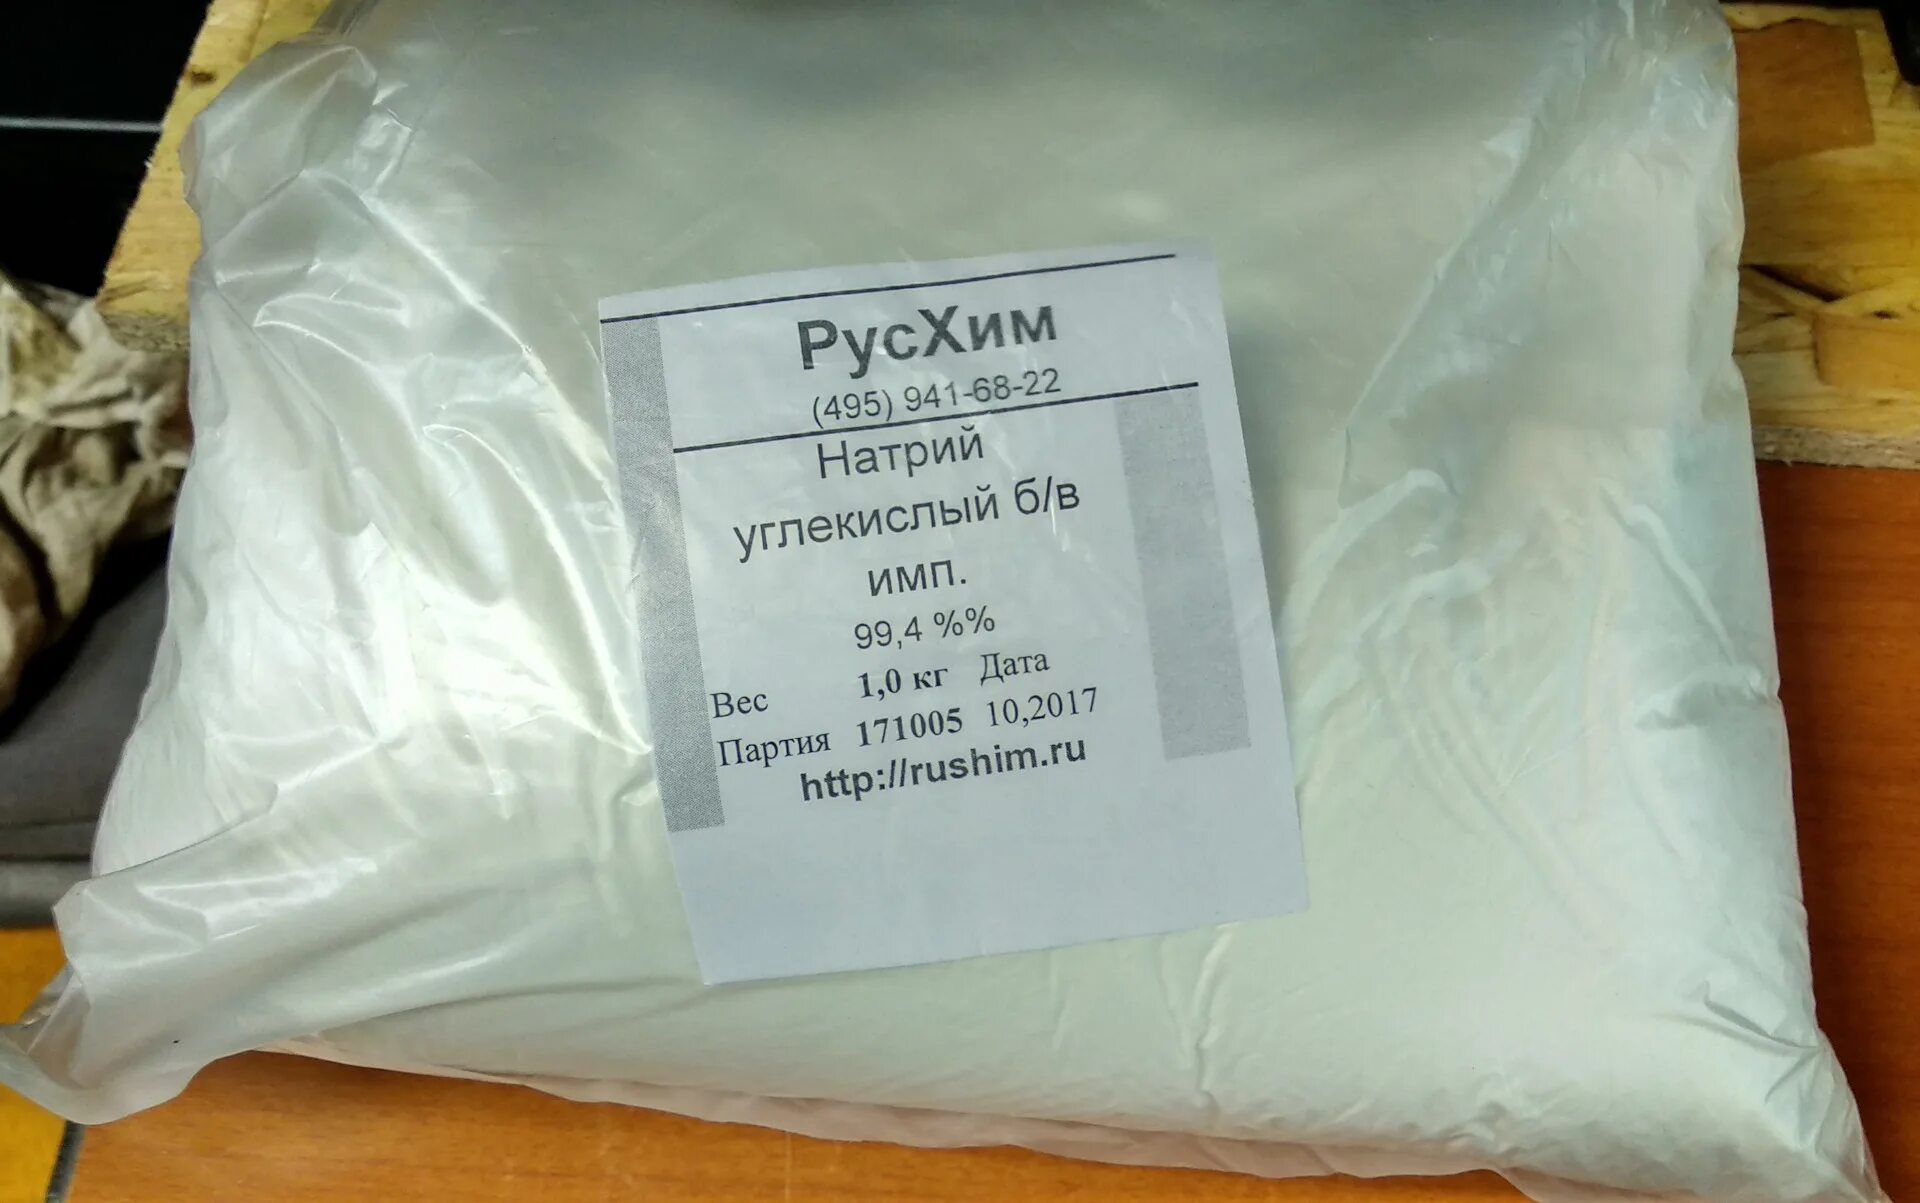 РусХим
(495) 941-68-22
Натрий
углекислый б/в
имп.
99,4 %%
Вес 1,0 кг Дата
Партия 171005 10,2017
http://rushim.ru